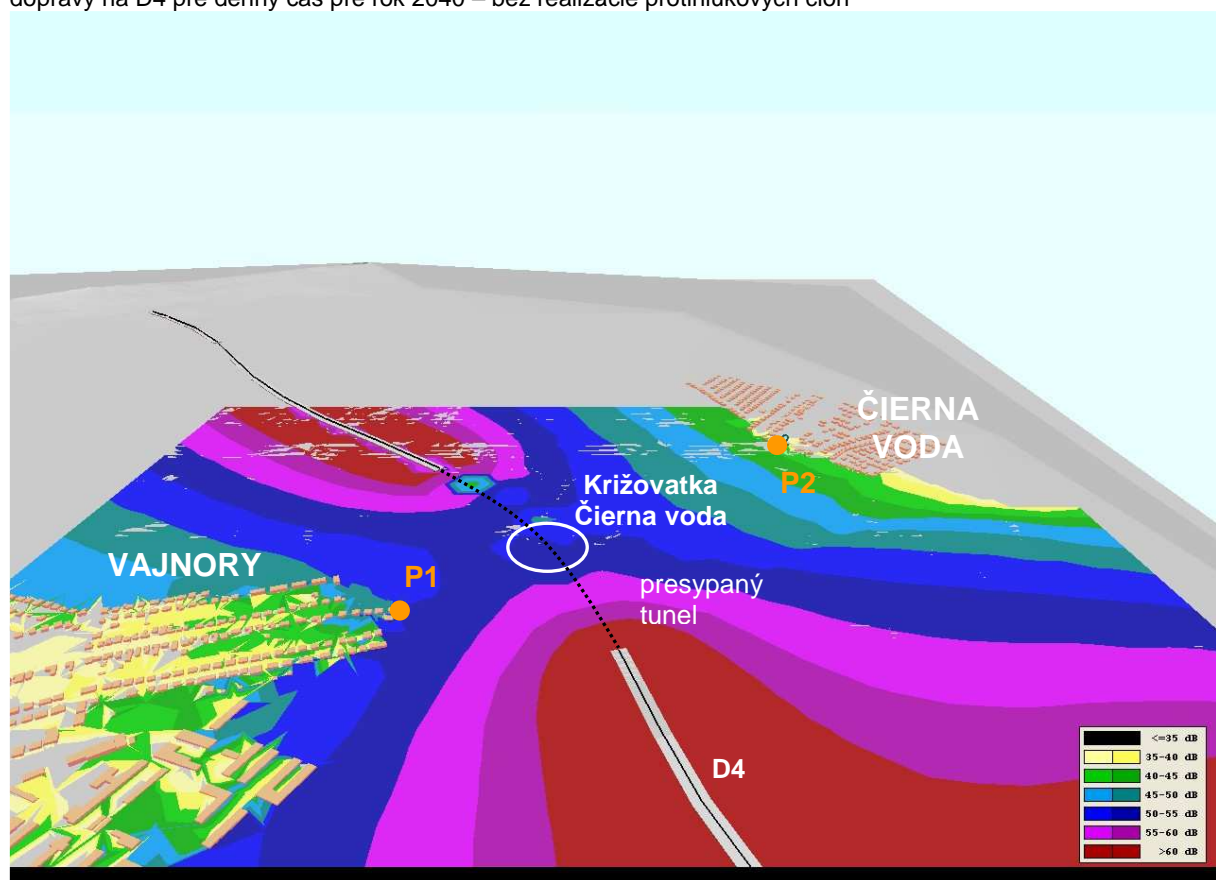 dopravy na D4 pre denný čas pre rok 2040 – bez realizácie protihlukových clôn
ČIERNA
VODA
P2
Križovatka
Čierna voda
VAJNORY
P1
presypaný
tunel
D4
<=35 dB
35-40 dB
40-45 dB
45-50 dB
50-55 dB
55-60 dB
>60 dB